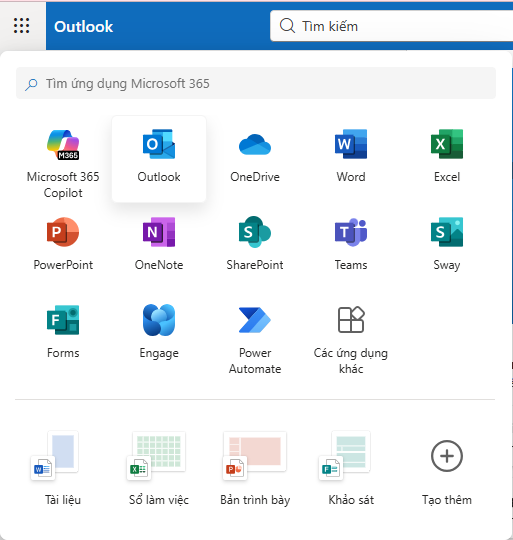 Outlook
Tìm kiếm
Tìm ứng dụng Microsoft 365
M365
Microsoft 365
Copilot
Outlook
OneDrive
Word
Excel
PowerPoint
OneNote
SharePoint
Teams
Sway
Forms
Engage
Power
Automate
Các ứng dụng
khác
Tài liệu
Sổ làm việc
Bản trình bày
Khảo sát
Tạo thêm